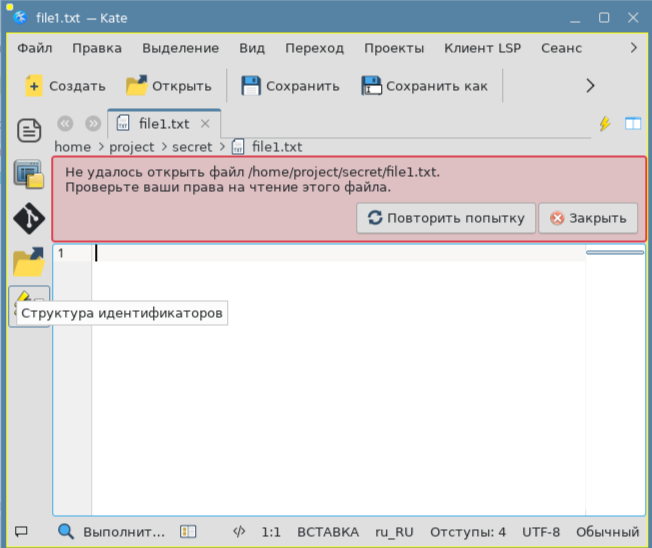 file1.txt — Kate
Файл Правка Выделение Вид Переход Проекты Клиент LSP Сеанс
Создать Открыть Сохранить Сохранить как
file1.txt
home project secret file1.txt
Не удалось открыть файл /home/project/secret/file1.txt.
Проверьте ваши права на чтение этого файла.
Повторить попытку Закрыть
1
Структура идентификаторов
Выполнит... 1:1 ВСТАВКА ru_RU Отступы: 4 UTF-8 Обычный